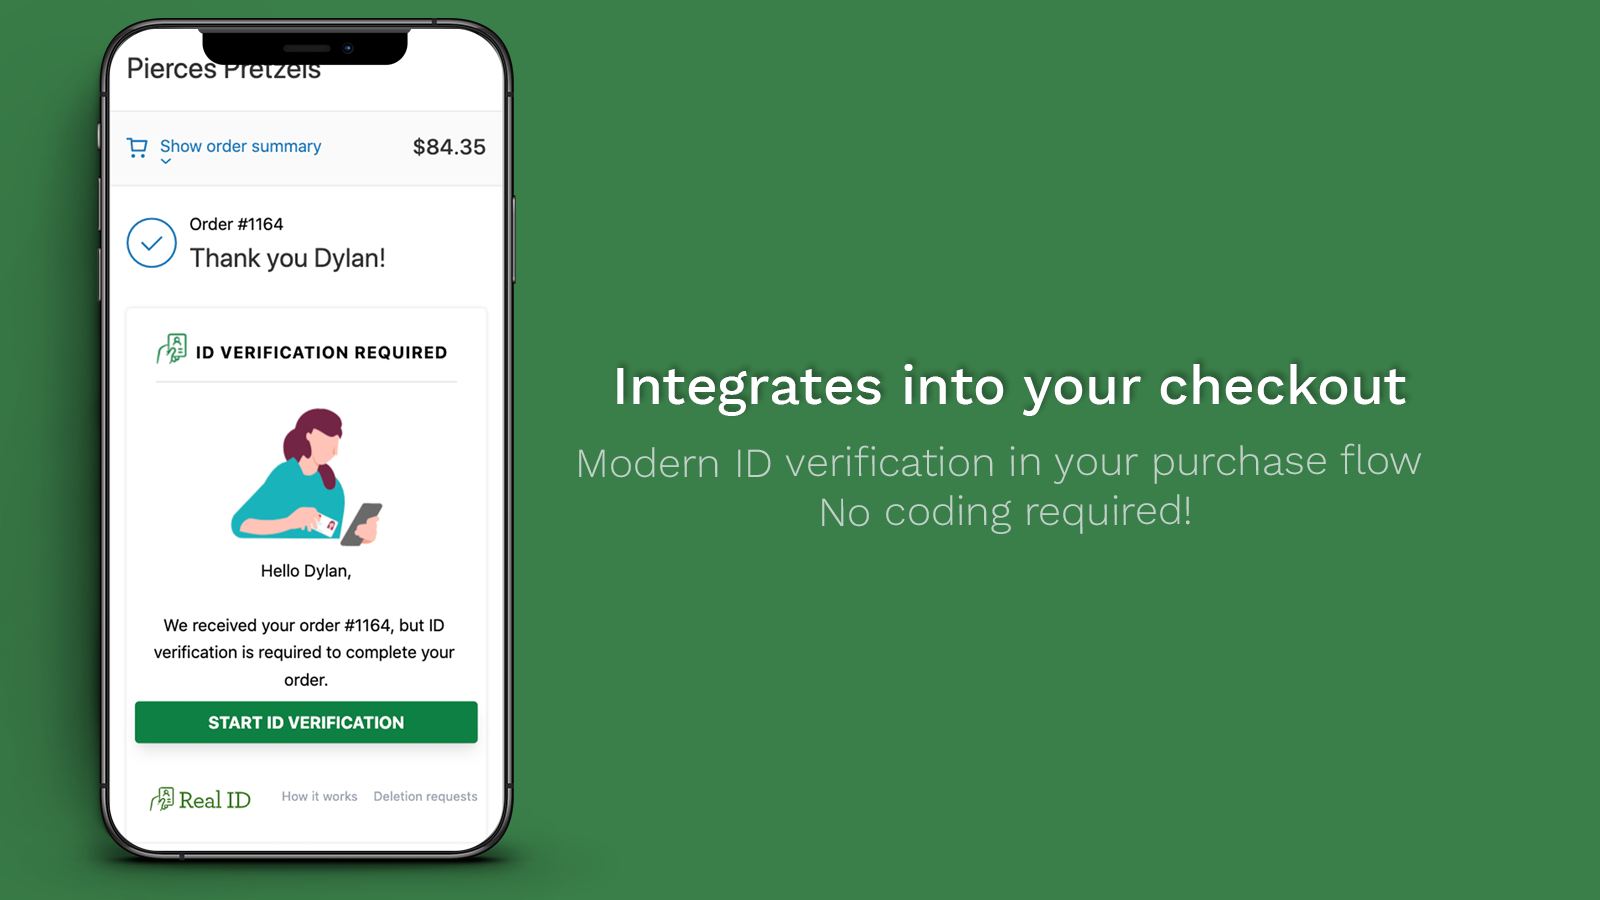 Pierces Pretzels
Show order summary
$84.35
Order #1164
Thank you Dylan!
ID VERIFICATION REQUIRED
Hello Dylan,
We received your order #1164, but ID
verification is required to complete your
order.
START ID VERIFICATION
Real ID
How it works
Deletion requests
Integrates into your checkout
Modern ID verification in your purchase flow
No coding required!